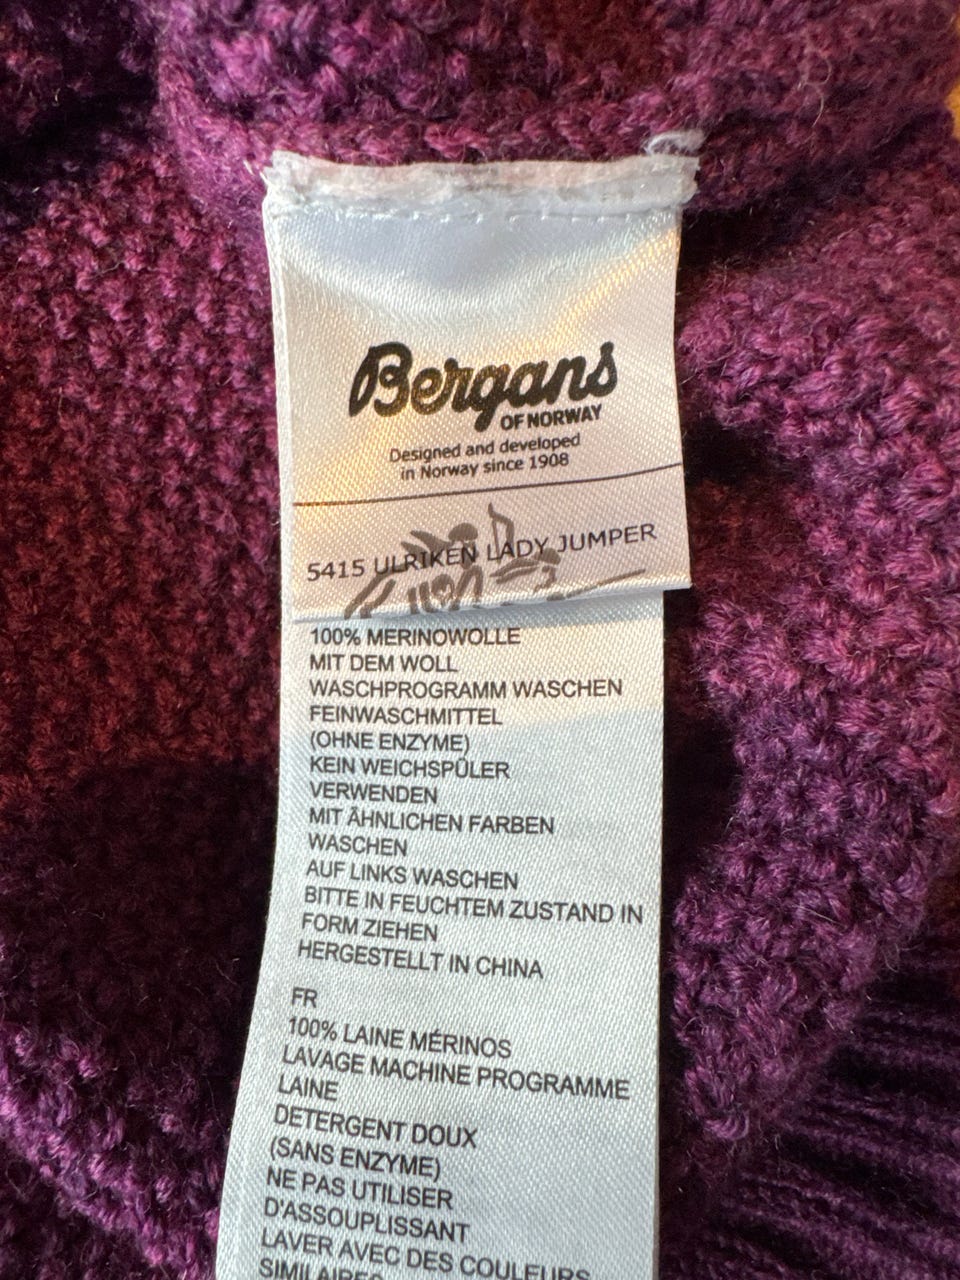 Bergans
OF NORWAY
Designed and developed
in Norway since 1908
5415 ULRIKEN LADY JUMPER
100% MERINOWOLLE
MIT DEM WOLL
WASCHPROGRAMM WASCHEN
FEINWASCHMITTEL
(OHNE ENZYME)
KEIN WEICHSPÜLER
VERWENDEN
MIT ÄHNLICHEN FARBEN
WASCHEN
AUF LINKS WASCHEN
BITTE IN FEUCHTEM ZUSTAND IN
FORM ZIEHEN
HERGESTELLT IN CHINA
FR
100% LAINE MÉRINOS
LAVAGE MACHINE PROGRAMME
LAINE
DETERGENT DOUX
(SANS ENZYME)
NE PAS UTILISER
D'ASSOUPLISSANT
LAVER AVEC DES COULEURS
SIMILAIRES